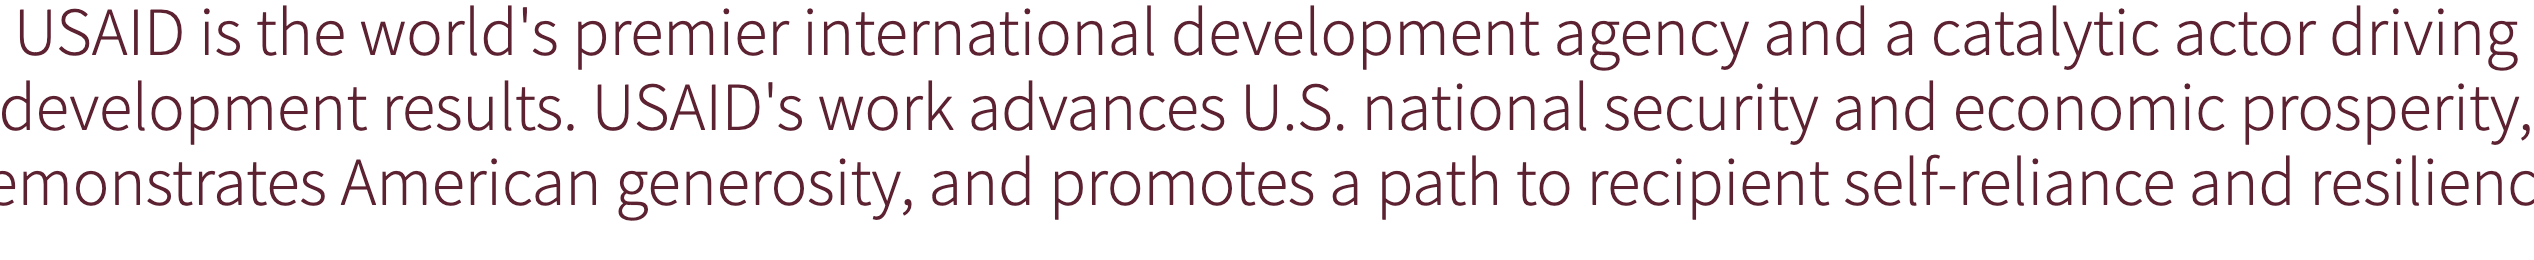 USAID is the world's premier international development agency and a catalytic actor driving
development results. USAID's work advances U.S. national security and economic prosperity,
emonstrates American generosity, and promotes a path to recipient self-reliance and resilienc